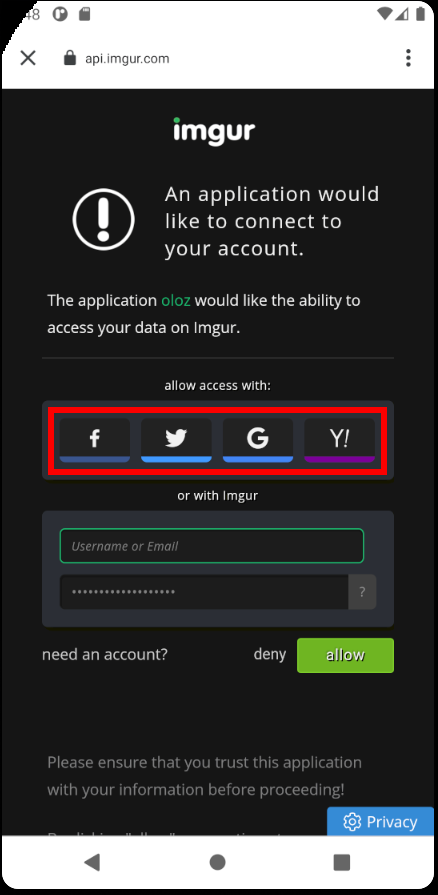 48
api.imgur.com
imgur
An application would
like to connect to
your account.
The application oloz would like the ability to
access your data on Imgur.
allow access with:
f G Y!
or with Imgur
Username or Email
?
need an account? deny allow
Please ensure that you trust this application
with your information before proceeding!
Privacy